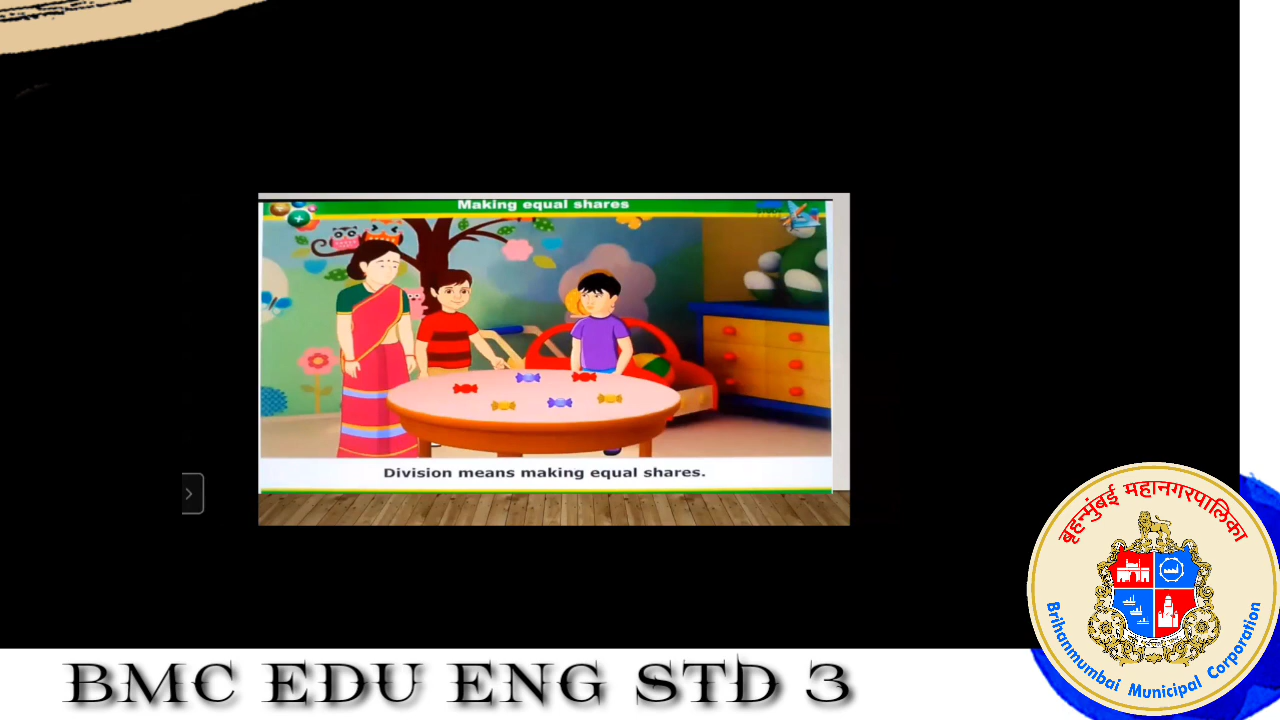 Making equal shares
Division means making equal shares.
बृहन्मुंबई महानगरपालिका
Brihanmumbai Municipal Corporation
BMC EDU ENG STD 3